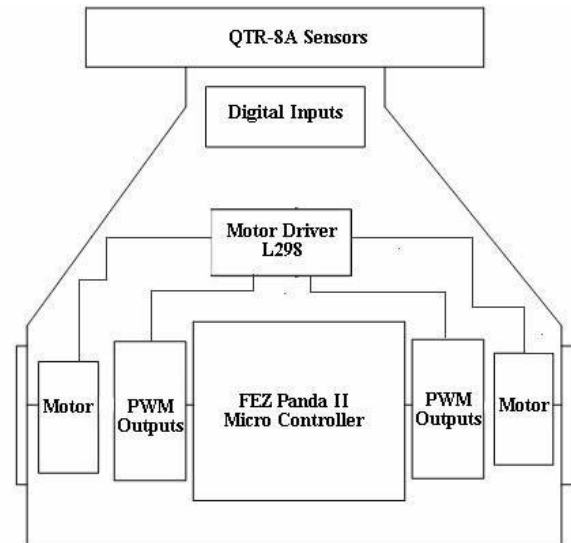 QTR-8A Sensors
Digital Inputs
Motor Driver
L298
Motor
PWM
Outputs
FEZ Panda II
Micro Controller
PWM
Outputs
Motor